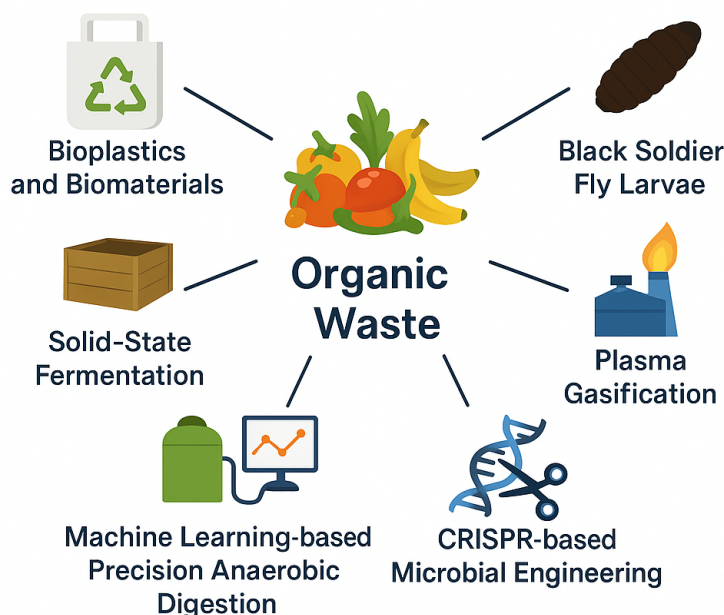 Bioplastics
and Biomaterials
Black Soldier
Fly Larvae
Organic
Waste
Solid-State
Fermentation
Plasma
Gasification
Machine Learning-based
Precision Anaerobic
Digestion
CRISPR-based
Microbial Engineering